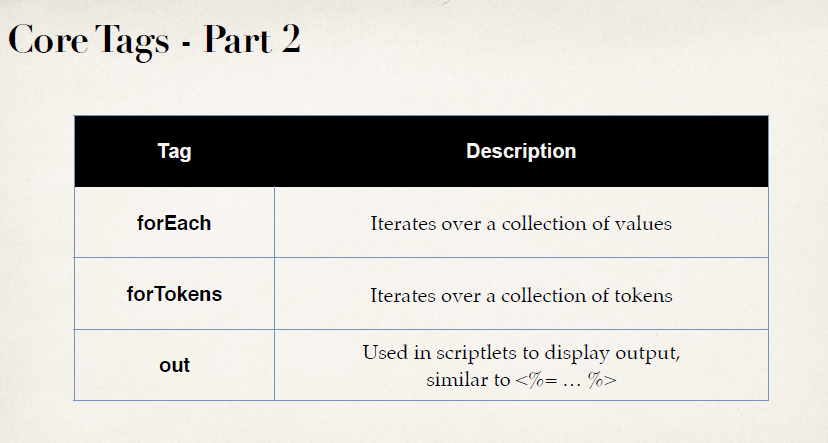 Core Tags - Part 2
Tag Description
forEach Iterates over a collection of values
forTokens Iterates over a collection of tokens
out Used in scriptlets to display output,
similar to <%= ... %>